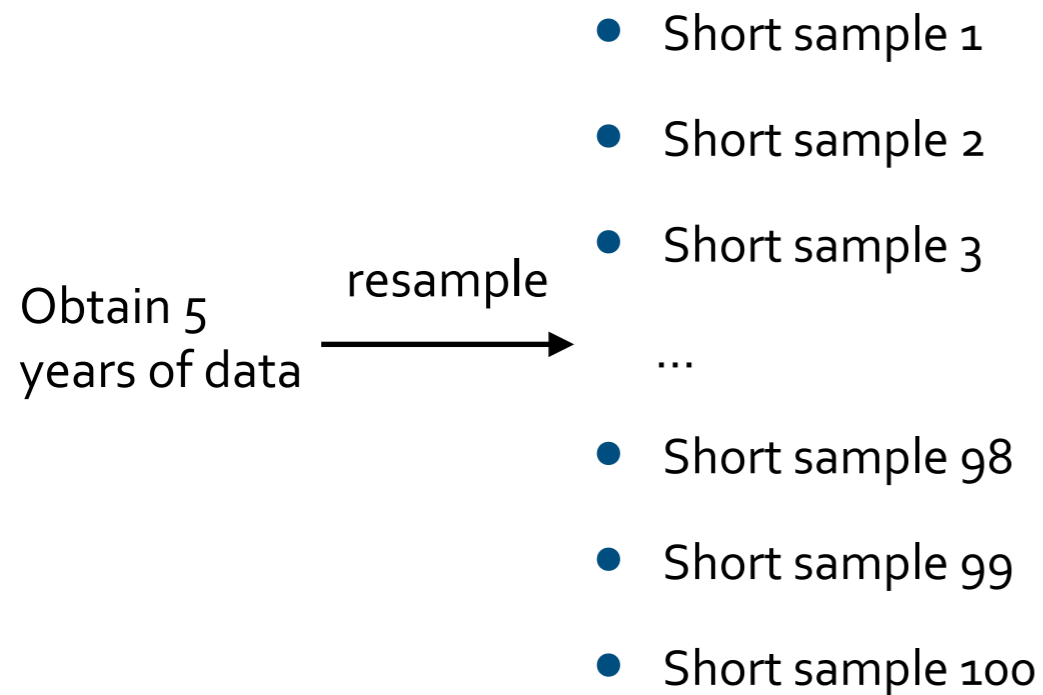 Obtain 5
years of data
resample
• Short sample 1
• Short sample 2
• Short sample 3
...
• Short sample 98
• Short sample 99
• Short sample 100